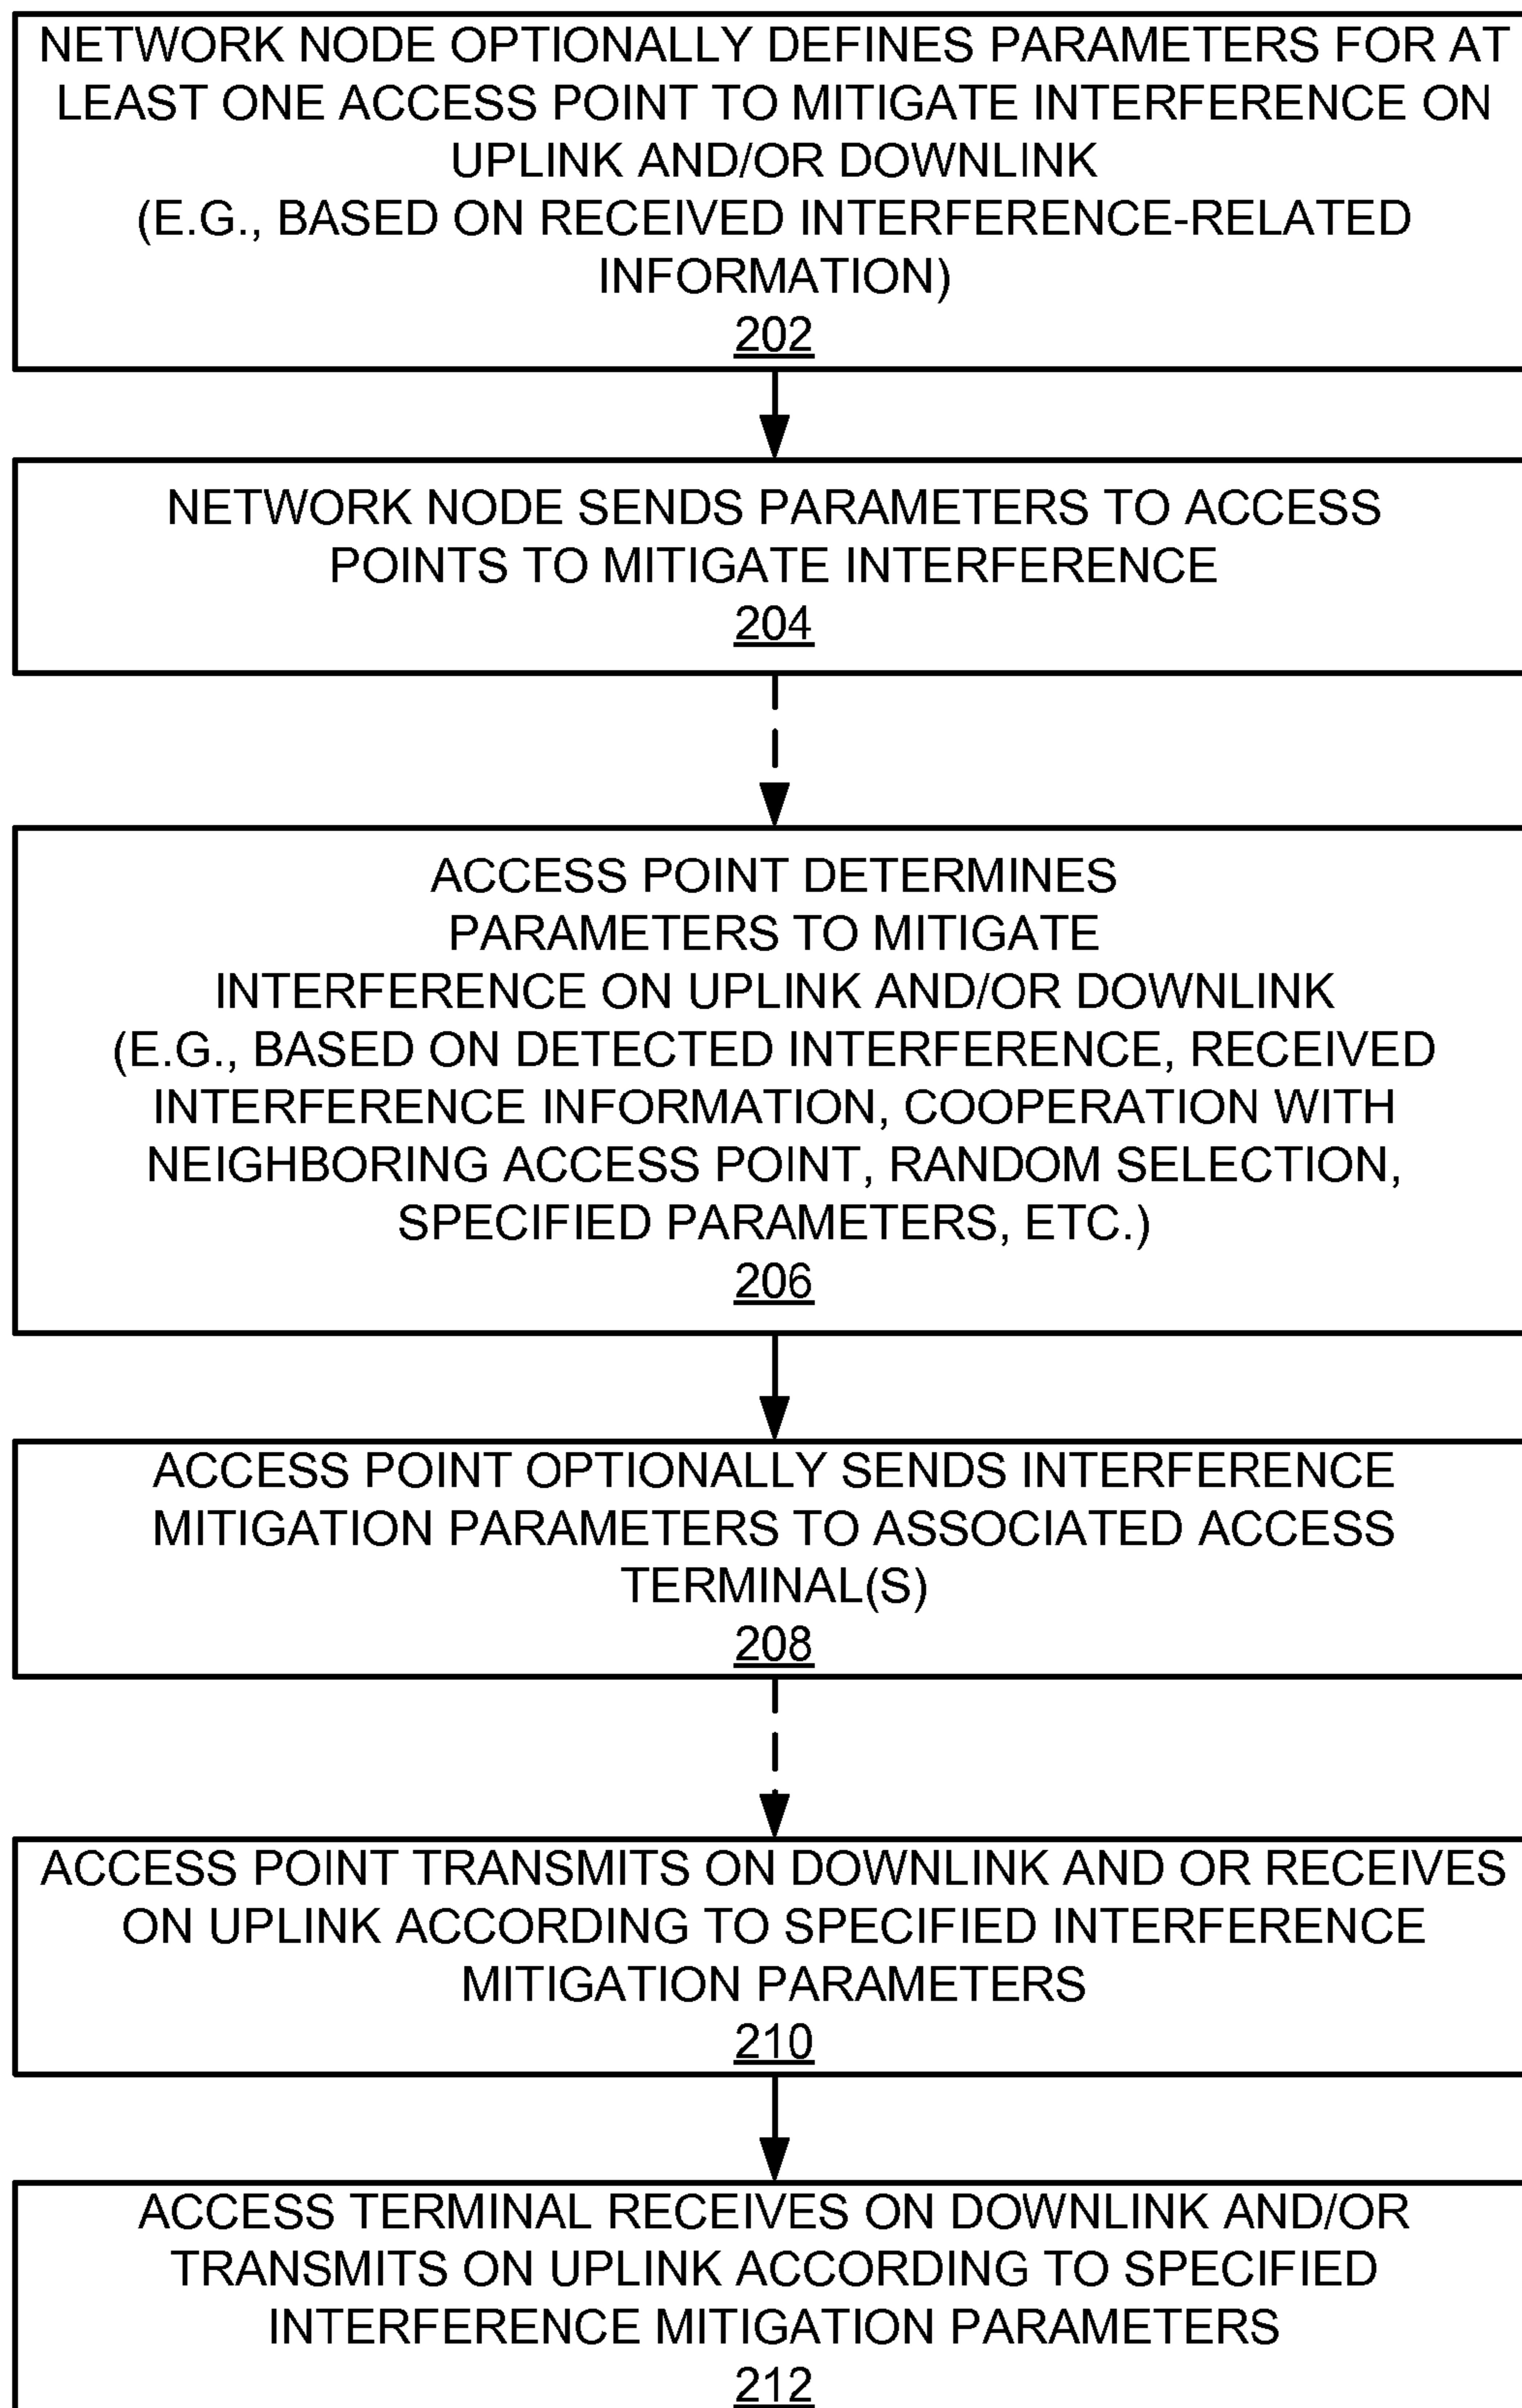 NETWORK NODE OPTIONALLY DEFINES PARAMETERS FOR AT
LEAST ONE ACCESS POINT TO MITIGATE INTERFERENCE ON
UPLINK AND/OR DOWNLINK
(E.G., BASED ON RECEIVED INTERFERENCE-RELATED
INFORMATION)
202
NETWORK NODE SENDS PARAMETERS TO ACCESS
POINTS TO MITIGATE INTERFERENCE
204
ACCESS POINT DETERMINES
PARAMETERS TO MITIGATE
INTERFERENCE ON UPLINK AND/OR DOWNLINK
(E.G., BASED ON DETECTED INTERFERENCE, RECEIVED
INTERFERENCE INFORMATION, COOPERATION WITH
NEIGHBORING ACCESS POINT, RANDOM SELECTION,
SPECIFIED PARAMETERS, ETC.)
206
ACCESS POINT OPTIONALLY SENDS INTERFERENCE
MITIGATION PARAMETERS TO ASSOCIATED ACCESS
TERMINAL(S)
208
ACCESS POINT TRANSMITS ON DOWNLINK AND OR RECEIVES
ON UPLINK ACCORDING TO SPECIFIED INTERFERENCE
MITIGATION PARAMETERS
210
ACCESS TERMINAL RECEIVES ON DOWNLINK AND/OR
TRANSMITS ON UPLINK ACCORDING TO SPECIFIED
INTERFERENCE MITIGATION PARAMETERS
212